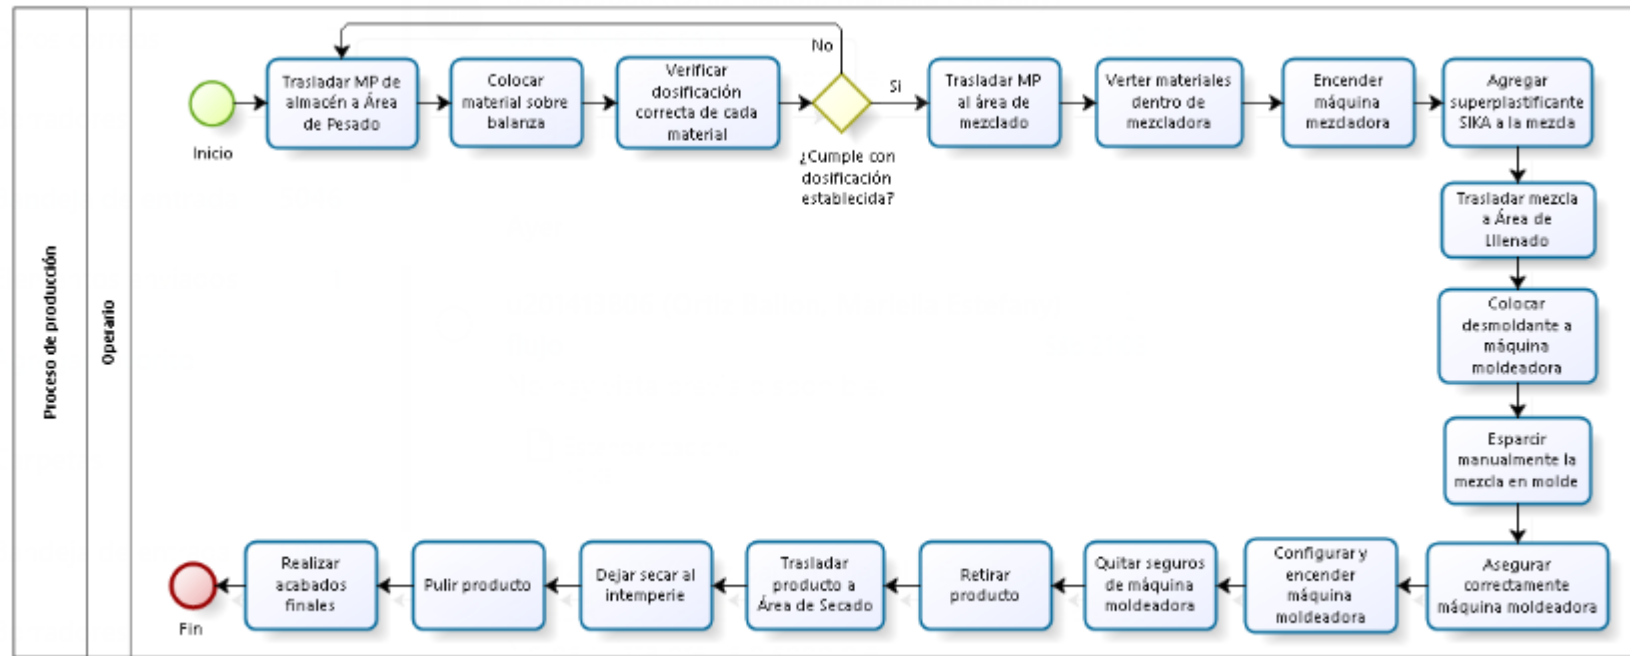 Proceso de producción
Operario
Inicio
Trasladar MP de
almacén a Área
de Pesado
Colocar
material sobre
balanza
Verificar
dosificación
correcta de cada
material
No
Si
¿Cumple con
dosificación
establecida?
Trasladar MP
al área de
mezclado
Verter materiales
dentro de
mezcladora
Encender
máquina
mezcladora
Agregar
superplastificante
SIKA a la mezcla
Trasladar mezcla
a Área de
Lllenado
Colocar
desmoldante a
máquina
moldeadora
Esparcir
manualmente la
mezcla en molde
Asegurar
correctamente
máquina moldeadora
Configurar y
encender
máquina
moldeadora
Quitar seguros
de máquina
moldeadora
Retirar
producto
Trasladar
producto a
Área de Secado
Dejar secar al
intemperie
Pulir producto
Realizar
acabados
finales
Fin